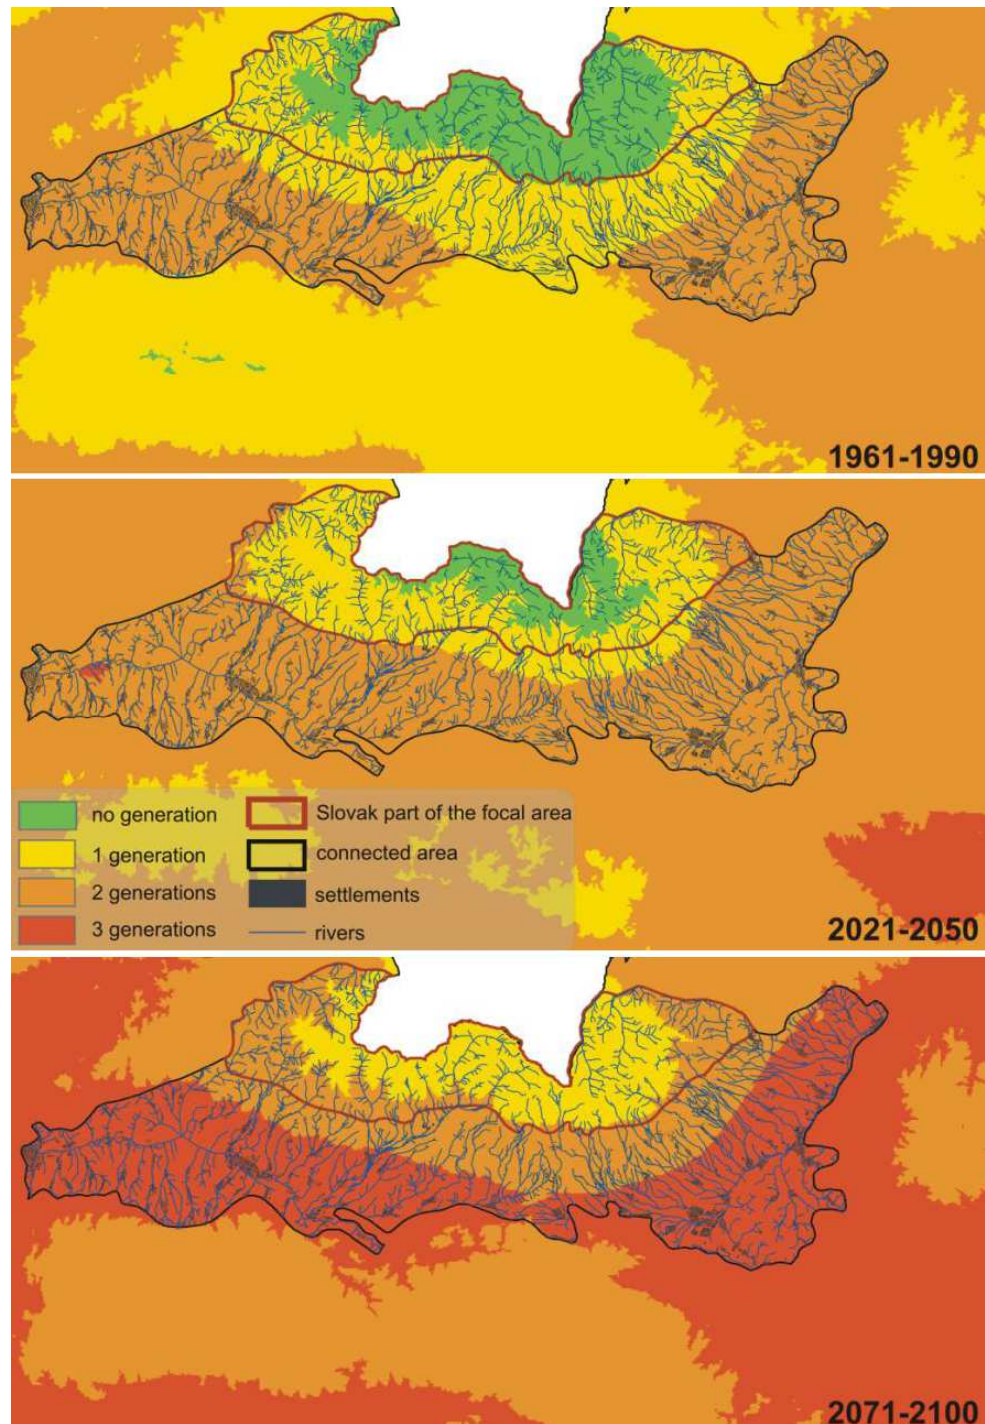 1961-1990
no generation
1 generation
2 generations
3 generations
Slovak part of the focal area
connected area
settlements
rivers
2021-2050
2071-2100